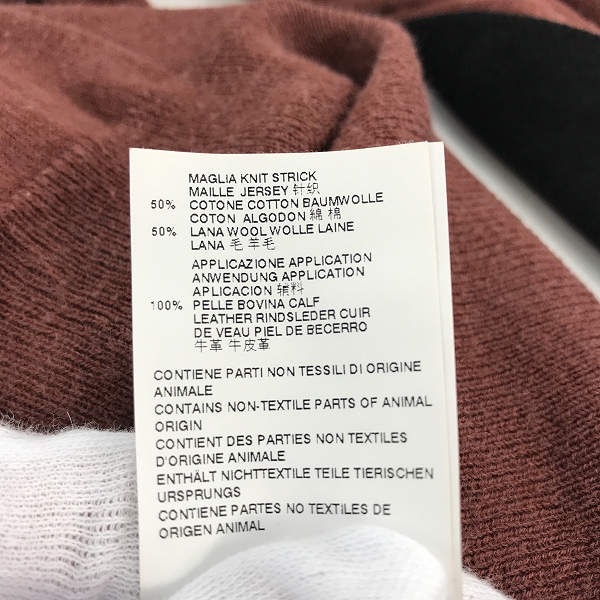 MAGLIA KNIT STRICK
MAILLE JERSEY 针织
50% COTONE COTTON BAUMWOLLE
COTON ALGODON 綿 棉
50% LANA WOOL WOLLE LAINE
LANA 毛 羊毛
APPLICAZIONE APPLICATION
ANWENDUNG APPLICATION
APLICACION 辅料
100% PELLE BOVINA CALF
LEATHER RINDSLEDER CUIR
DE VEAU PIEL DE BECERRO
牛革 牛皮革
CONTIENE PARTI NON TESSILI DI ORIGINE
ANIMALE
CONTAINS NON-TEXTILE PARTS OF ANIMAL
ORIGIN
CONTIENT DES PARTIES NON TEXTILES
D'ORIGINE ANIMALE
ENTHÄLT NICHTTEXTILE TEILE TIERISCHEN
URSPRUNGS
CONTIENE PARTES NO TEXTILES DE
ORIGEN ANIMAL